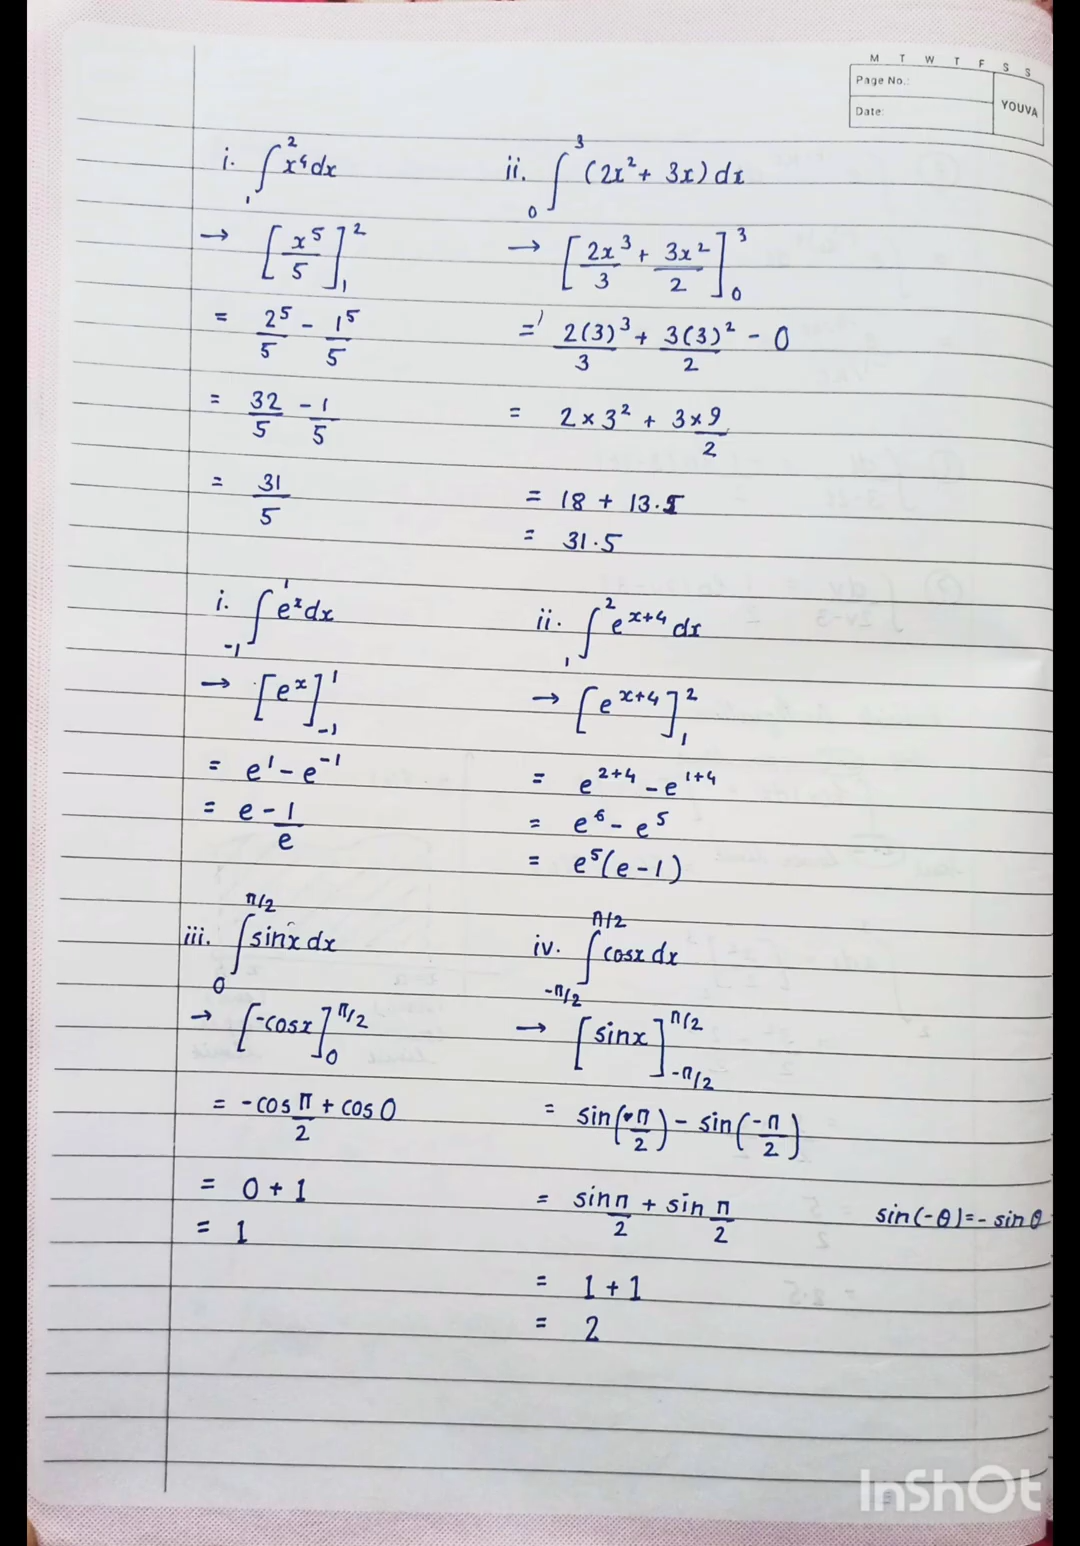 M T W T F S S
Page No.:
Date:
YOUVA
i. ∫₁² x⁴ dx
→ [x⁵/5]₁²
= 2⁵/5 - 1⁵/5
= 32/5 - 1/5
= 31/5
ii. ∫₀³ (2x² + 3x) dx
→ [2x³/3 + 3x²/2]₀³
= 2(3)³/3 + 3(3)²/2 - 0
= 2 × 3² + 3×9/2
= 18 + 13.5
= 31.5
i. ∫₋₁¹ eˣ dx
→ [eˣ]₋₁¹
= e¹ - e⁻¹
= e - 1/e
ii. ∫₁² eˣ⁺⁴ dx
→ [eˣ⁺⁴]₁²
= e²⁺⁴ - e¹⁺⁴
= e⁶ - e⁵
= e⁵(e - 1)
iii. ∫₀^π/2 sinx dx
→ [-cosx]₀^π/2
= -cos π/2 + cos 0
= 0 + 1
= 1
iv. ∫₋π/2^π/2 cosx dx
→ [sinx]₋π/2^π/2
= sin(π/2) - sin(-π/2)
= sin π/2 + sin π/2 sin(-θ) = - sin θ
= 1 + 1
= 2
InShOt